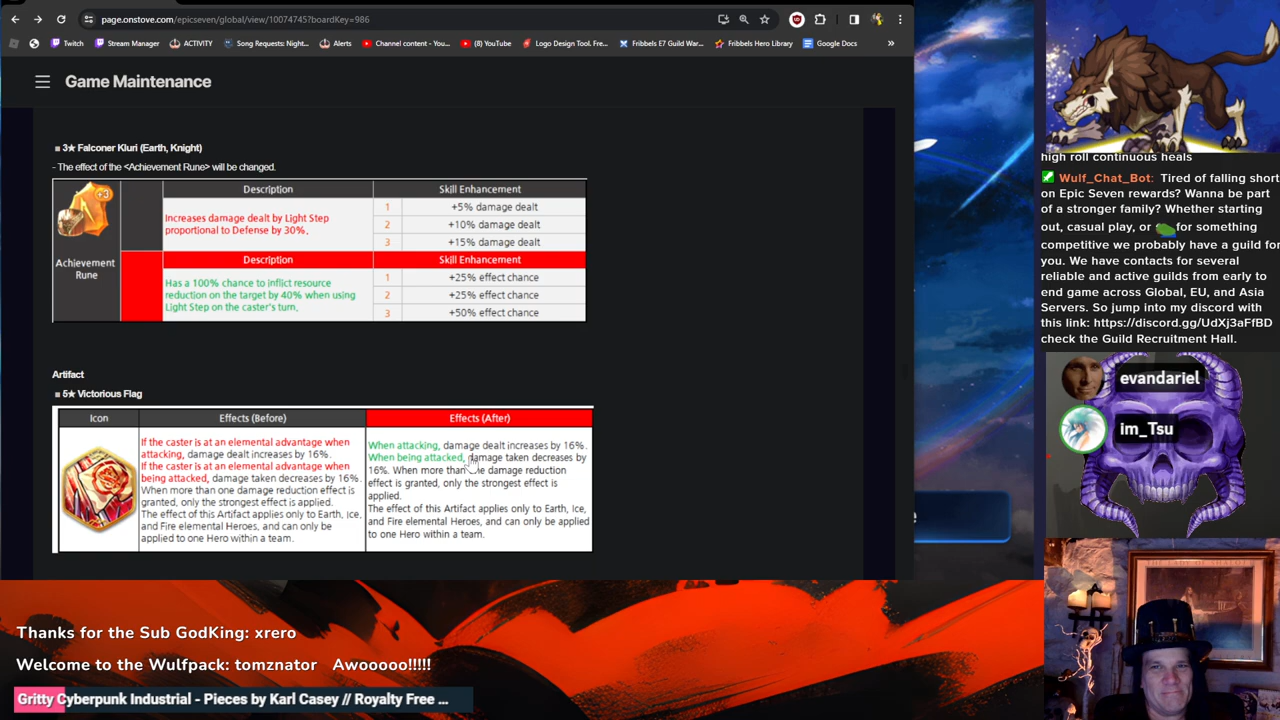 page.onstove.com/epicseven/global/view/10074745?boardKey=986
Twitch
Stream Manager
ACTIVITY
Song Requests: Night...
Alerts
Channel content - You...
(8) YouTube
Logo Design Tool. Fre...
Fribbels E7 Guild War...
Fribbels Hero Library
Google Docs
»
Game Maintenance
■ 3★ Falconer Kluri (Earth, Knight)
- The effect of the <Achievement Rune> will be changed.
+3
Achievement
Rune
Description
Skill Enhancement
Increases damage dealt by Light Step
proportional to Defense by 30%.
1 +5% damage dealt
2 +10% damage dealt
3 +15% damage dealt
Description
Skill Enhancement
Has a 100% chance to inflict resource
reduction on the target by 40% when using
Light Step on the caster's turn.
1 +25% effect chance
2 +25% effect chance
3 +50% effect chance
Artifact
■ 5★ Victorious Flag
Icon
Effects (Before)
Effects (After)
If the caster is at an elemental advantage when
attacking, damage dealt increases by 16%.
If the caster is at an elemental advantage when
being attacked, damage taken decreases by 16%.
When more than one damage reduction effect is
granted, only the strongest effect is applied.
The effect of this Artifact applies only to Earth, Ice,
and Fire elemental Heroes, and can only be
applied to one Hero within a team.
When attacking, damage dealt increases by 16%.
When being attacked, damage taken decreases by
16%. When more than one damage reduction
effect is granted, only the strongest effect is
applied.
The effect of this Artifact applies only to Earth, Ice,
and Fire elemental Heroes, and can only be applied
to one Hero within a team.
high roll continuous heals
Wulf_Chat_Bot: Tired of falling short
on Epic Seven rewards? Wanna be part
of a stronger family? Whether starting
out, casual play, or for something
competitive we probably have a guild for
you. We have contacts for several
reliable and active guilds from early to
end game across Global, EU, and Asia
Servers. So jump into my discord with
this link: https://discord.gg/UdXj3aFfBD
check the Guild Recruitment Hall.
evandariel
im_Tsu
Thanks for the Sub GodKing: xrero
Welcome to the Wulfpack: tomznator Awooooo!!!!!
Gritty Cyberpunk Industrial - Pieces by Karl Casey // Royalty Free ...